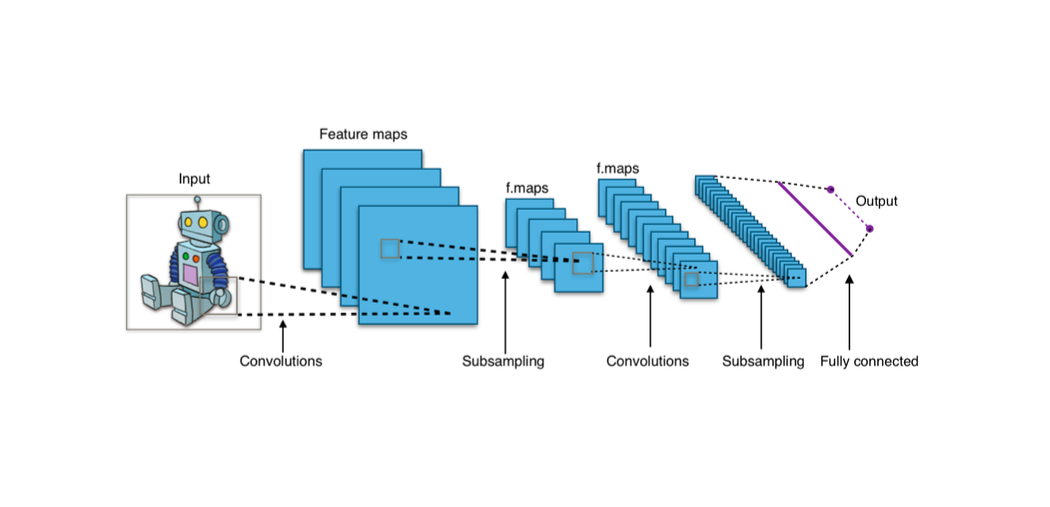 Feature maps
Input
f.maps
f.maps
Output
Convolutions
Subsampling
Convolutions
Subsampling
Fully connected